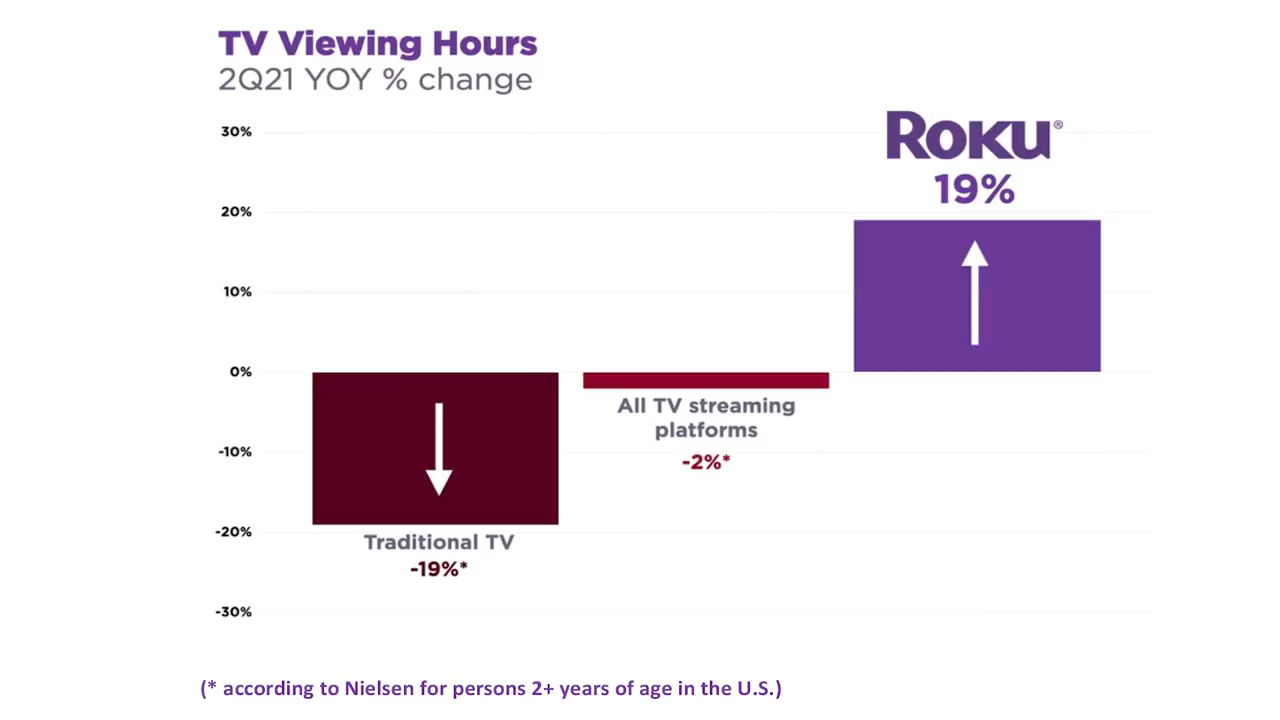 TV Viewing Hours
2Q21 YOY % change
30%
20%
10%
0%
-10%
-20%
-30%
ROKU®
19%
All TV streaming
platforms
-2%*
Traditional TV
-19%*
(* according to Nielsen for persons 2+ years of age in the U.S.)